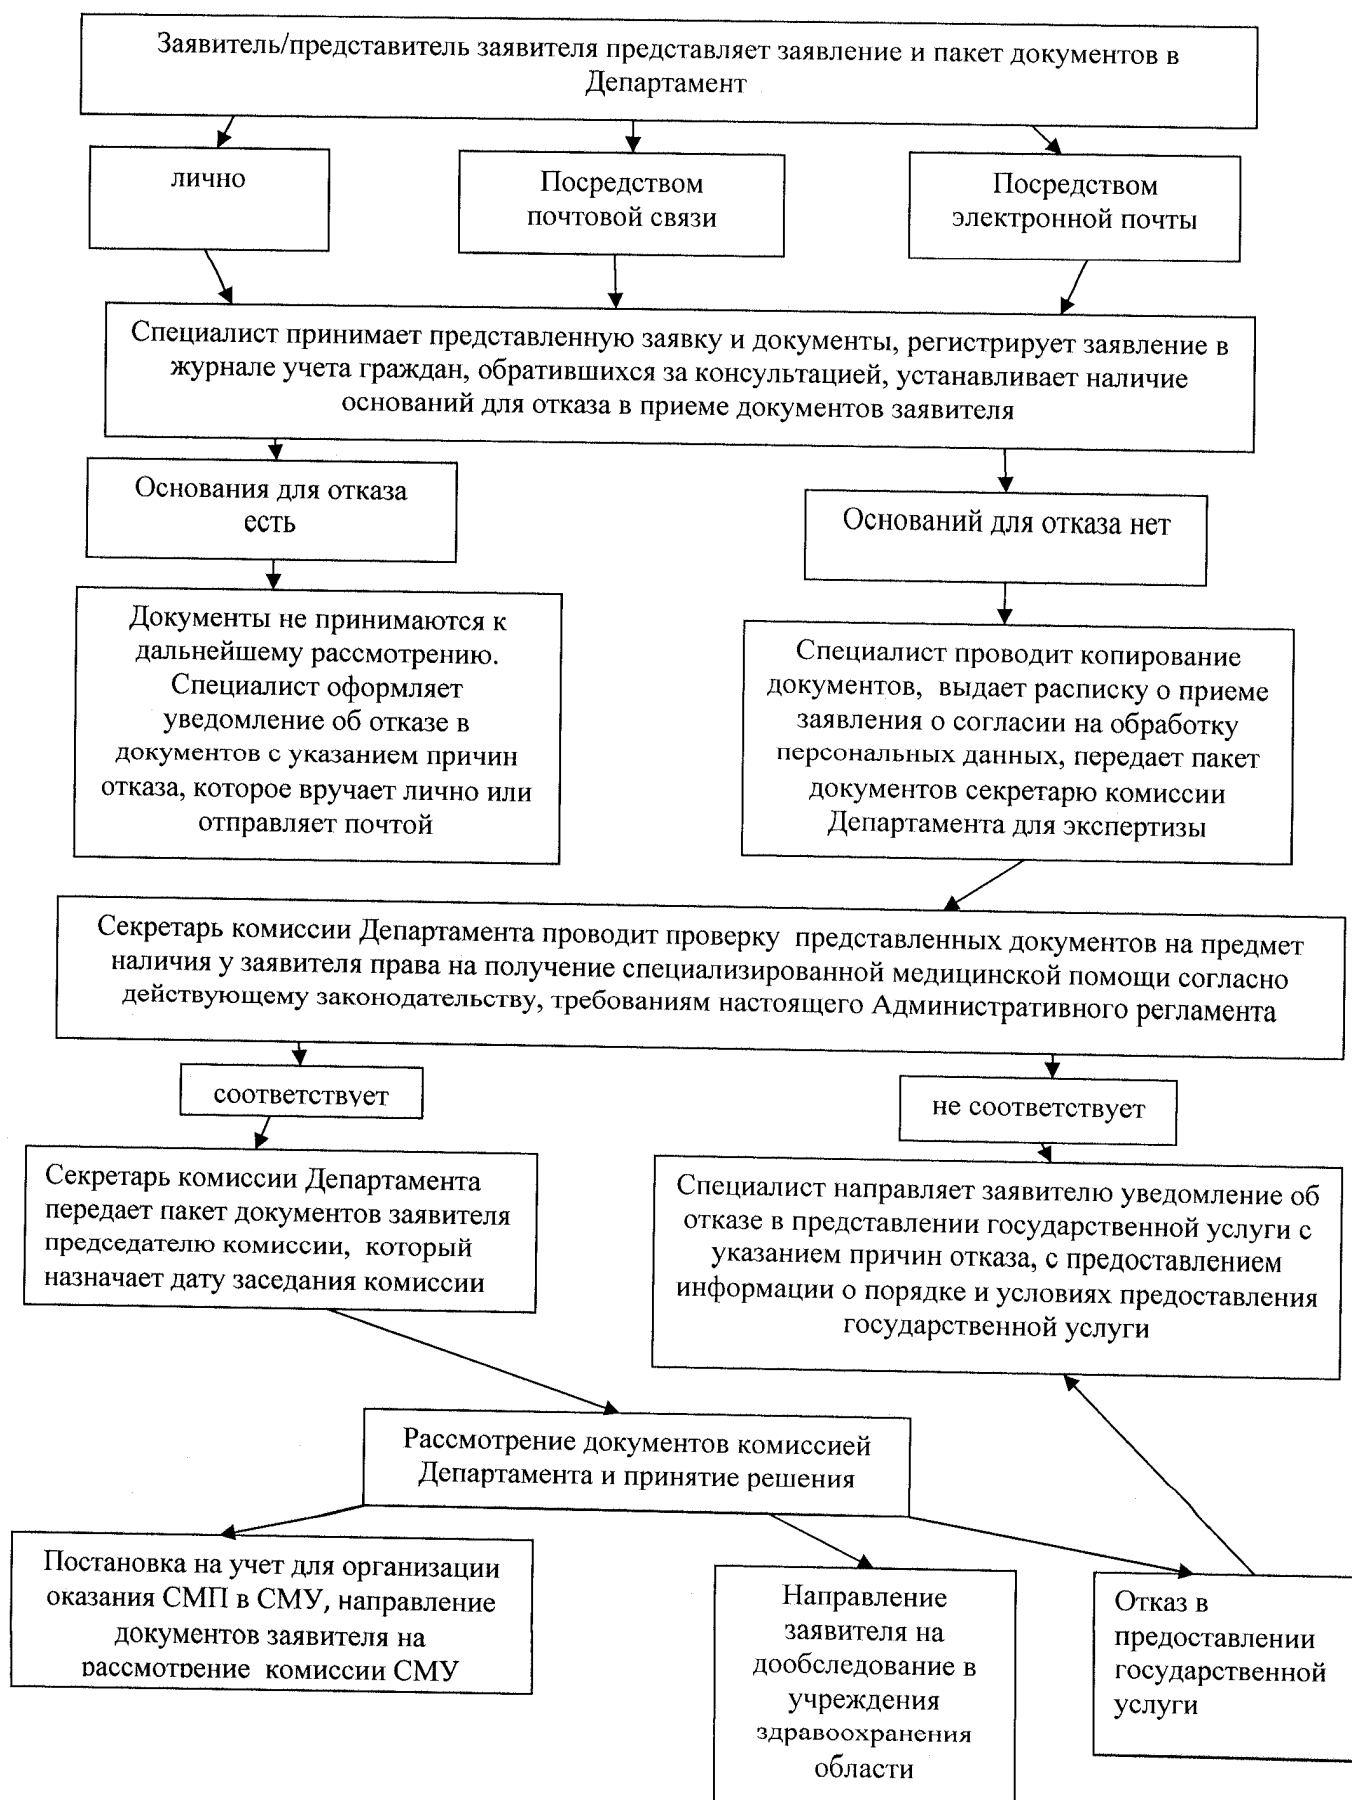 Заявитель/представитель заявителя представляет заявление и пакет документов в
Департамент
лично
Посредством
почтовой связи
Посредством
электронной почты
Специалист принимает представленную заявку и документы, регистрирует заявление в
журнале учета граждан, обратившихся за консультацией, устанавливает наличие
оснований для отказа в приеме документов заявителя
Основания для отказа
есть
Оснований для отказа нет
Документы не принимаются к
дальнейшему рассмотрению.
Специалист оформляет
уведомление об отказе в
документов с указанием причин
отказа, которое вручает лично или
отправляет почтой
Специалист проводит копирование
документов, выдает расписку о приеме
заявления о согласии на обработку
персональных данных, передает пакет
документов секретарю комиссии
Департамента для экспертизы
Секретарь комиссии Департамента проводит проверку представленных документов на предмет
наличия у заявителя права на получение специализированной медицинской помощи согласно
действующему законодательству, требованиям настоящего Административного регламента
соответствует
не соответствует
Секретарь комиссии Департамента
передает пакет документов заявителя
председателю комиссии, который
назначает дату заседания комиссии
Специалист направляет заявителю уведомление об
отказе в представлении государственной услуги с
указанием причин отказа, с предоставлением
информации о порядке и условиях предоставления
государственной услуги
Рассмотрение документов комиссией
Департамента и принятие решения
Постановка на учет для организации
оказания СМП в СМУ, направление
документов заявителя на
рассмотрение комиссии СМУ
Направление
заявителя на
дообследование в
учреждения
здравоохранения
области
Отказ в
предоставлении
государственной
услуги